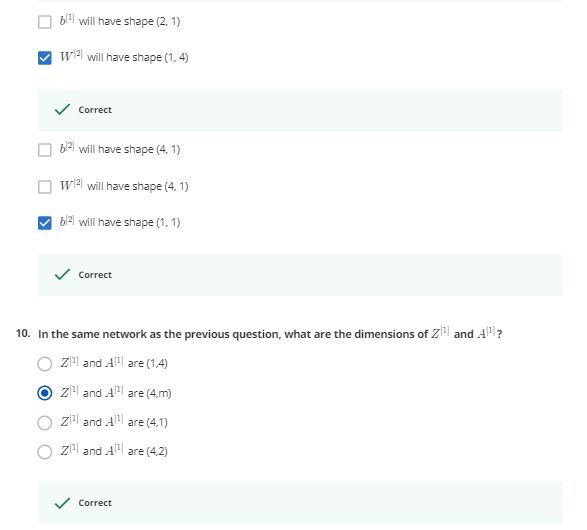 b[1] will have shape (2, 1)
W[2] will have shape (1, 4)
Correct
b[2] will have shape (4, 1)
W[2] will have shape (4, 1)
b[2] will have shape (1, 1)
Correct
10. In the same network as the previous question, what are the dimensions of Z[1] and A[1]?
Z[1] and A[1] are (1,4)
Z[1] and A[1] are (4,m)
Z[1] and A[1] are (4,1)
Z[1] and A[1] are (4,2)
Correct